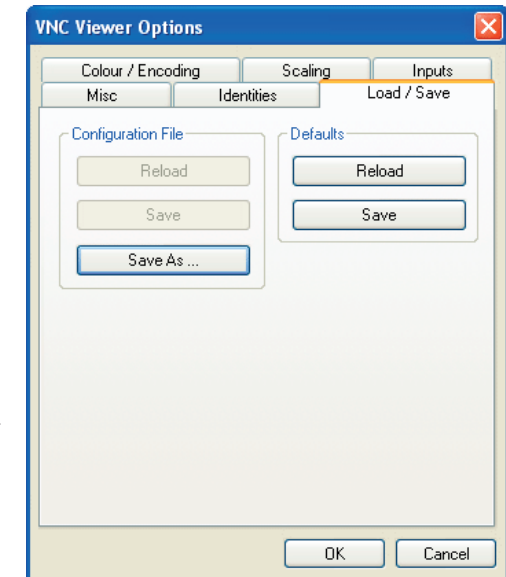 VNC Viewer Options
Colour / Encoding Scaling Inputs
Misc Identities Load / Save
Configuration File Defaults
Reload Reload
Save Save
Save As ...
OK Cancel